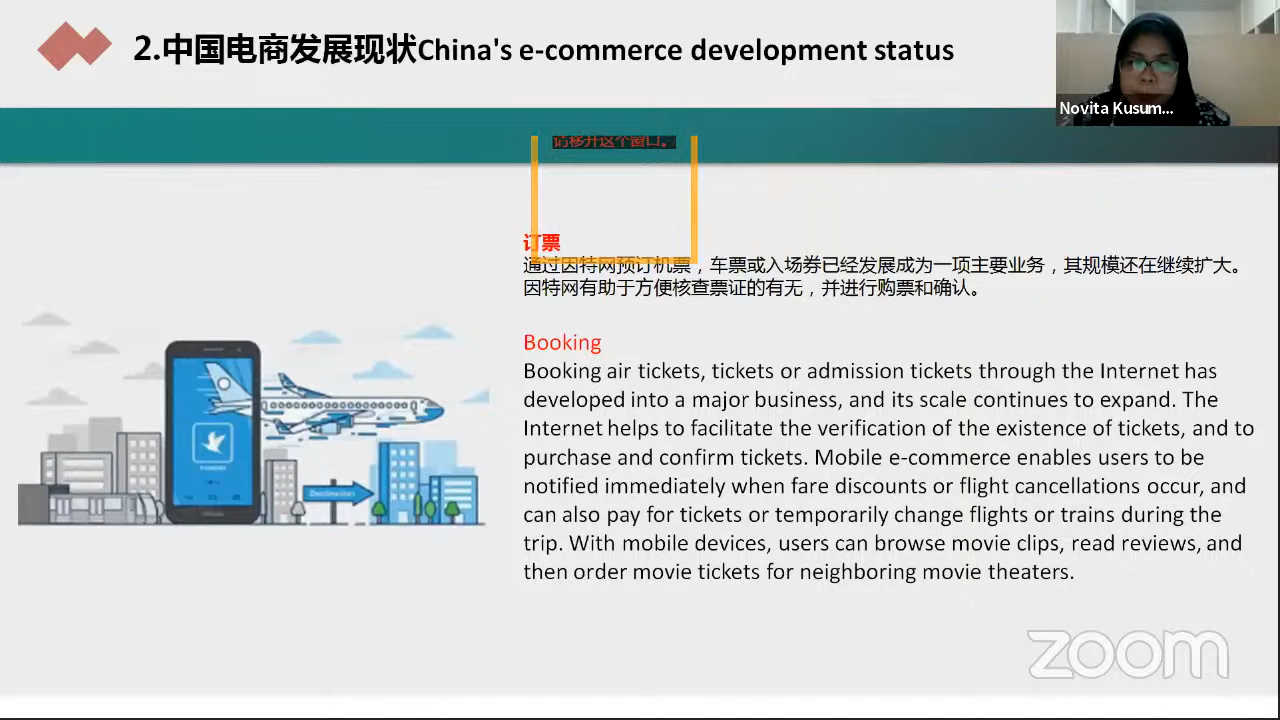 2.中国电商发展现状China's e-commerce development status
Novita Kusum...
请移开这个窗口。
订票
通过因特网预订机票，车票或入场券已经发展成为一项主要业务，其规模还在继续扩大。
因特网有助于方便核查票证的有无，并进行购票和确认。
Booking
Booking air tickets, tickets or admission tickets through the Internet has
developed into a major business, and its scale continues to expand. The
Internet helps to facilitate the verification of the existence of tickets, and to
purchase and confirm tickets. Mobile e-commerce enables users to be
notified immediately when fare discounts or flight cancellations occur, and
can also pay for tickets or temporarily change flights or trains during the
trip. With mobile devices, users can browse movie clips, read reviews, and
then order movie tickets for neighboring movie theaters.
Destination
zoom